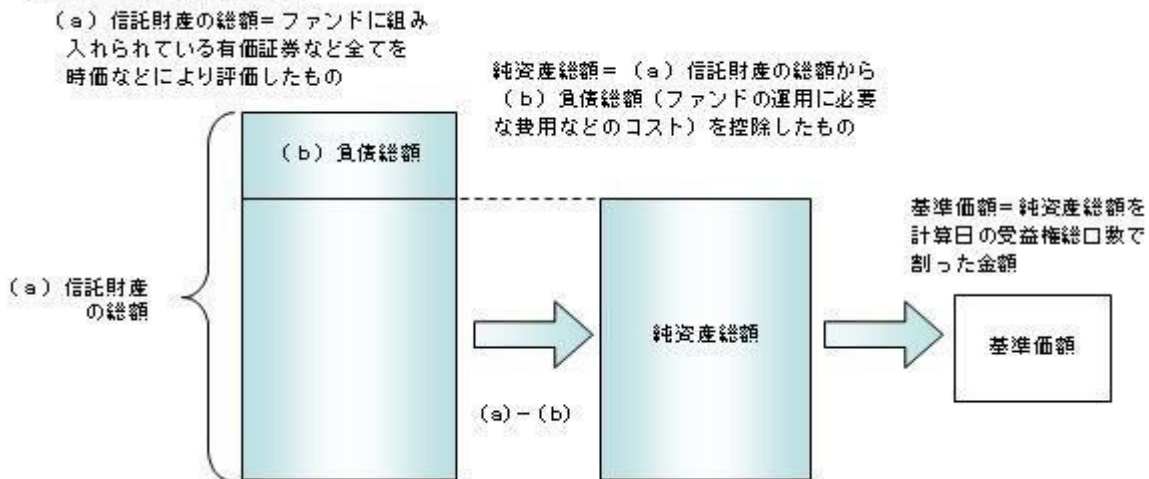 (a)信託財産の総額=ファンドに組み
入れられている有価証券など全てを
時価などにより評価したもの
純資産総額=(a)信託財産の総額から
(b)負債総額(ファンドの運用に必要
な費用などのコスト)を控除したもの
(b)負債総額
基準価額=純資産総額を
計算日の受益権総口数で
割った金額
(a)信託財産
の総額
純資産総額
基準価額
(a)-(b)